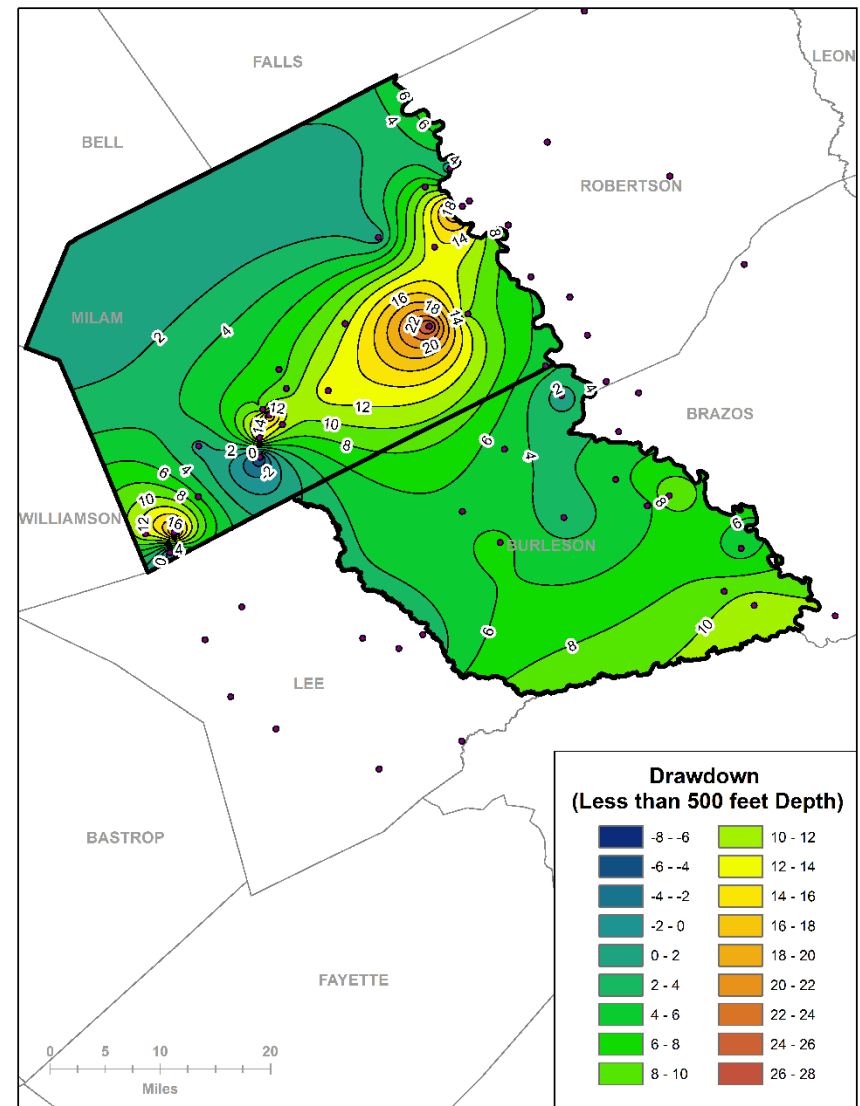 FALLS
LEON
BELL
ROBERTSON
MILAM
BRAZOS
WILLIAMSON
BURLESON
LEE
BASTROP
FAYETTE
6
4
6
4
18
14
8
16
18
14
22
20
2
4
12
12
14
10
8
2
0
-2
6
4
8
10
12
16
4
0
6
4
2
4
8
6
6
8
10
Drawdown
(Less than 500 feet Depth)
-8 - -6
-6 - -4
-4 - -2
-2 - 0
0 - 2
2 - 4
4 - 6
6 - 8
8 - 10
10 - 12
12 - 14
14 - 16
16 - 18
18 - 20
20 - 22
22 - 24
24 - 26
26 - 28
0 5 10 20
Miles